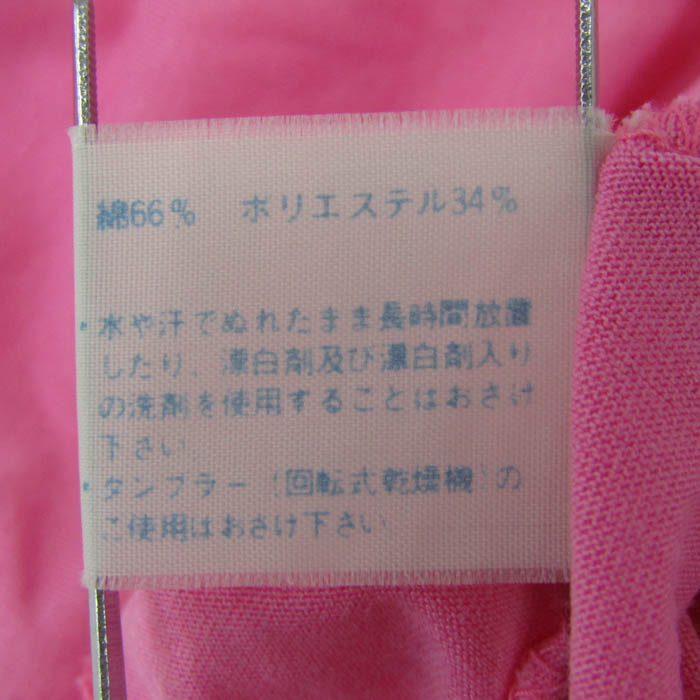 綿66% ポリエステル34%
・水や汗でぬれたまま長時間放置
したり、漂白剤及び漂白剤入り
の洗剤を使用することはおさけ
下さい
・タンブラー(回転式乾燥機)の
ご使用はおさけ下さい